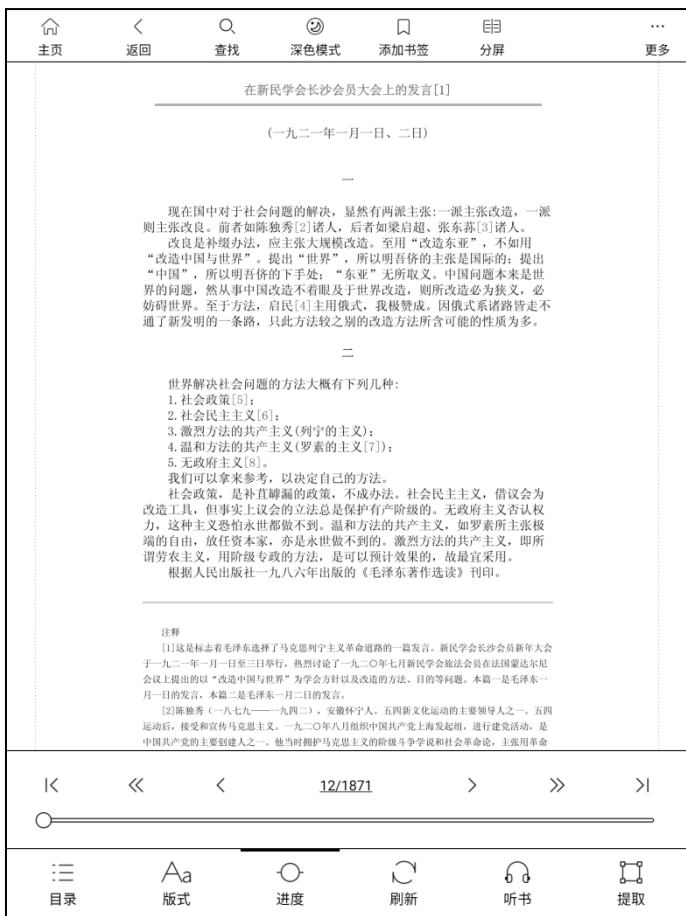 主页 返回 查找 深色模式 添加书签 分屏 更多
在新民学会长沙会员大会上的发言[1]
(一九二一年一月一日、二日)
一
现在国中对于社会问题的解决，显然有两派主张:一派主张改造，一派
则主张改良。前者如陈独秀[2]诸人，后者如梁启超、张东荪[3]诸人。
改良是补缀办法，应主张大规模改造。至用“改造东亚”，不如用
“改造中国与世界”。提出“世界”，所以明吾侪的主张是国际的；提出
“中国”，所以明吾侪的下手处；“东亚”无所取义。中国问题本来是世
界的问题，然从事中国改造不着眼及于世界改造，则所改造必为狭义，必
妨碍世界。至于方法，启民[4]主用俄式，我极赞成。因俄式系诸路皆走不
通了新发明的一条路，只此方法较之别的改造方法所含可能的性质为多。
二
世界解决社会问题的方法大概有下列几种:
1.社会政策[5]；
2.社会民主主义[6]；
3.激烈方法的共产主义(列宁的主义)；
4.温和方法的共产主义(罗素的主义[7])；
5.无政府主义[8]。
我们可以拿来参考，以决定自己的方法。
社会政策，是补苴罅漏的政策，不成办法。社会民主主义，借议会为
改造工具，但事实上议会的立法总是保护有产阶级的。无政府主义否认权
力，这种主义恐怕永世都做不到。温和方法的共产主义，如罗素所主张极
端的自由，放任资本家，亦是永世做不到的。激烈方法的共产主义，即所
谓劳农主义，用阶级专政的方法，是可以预计效果的，故最宜采用。
根据人民出版社一九八六年出版的《毛泽东著作选读》刊印。
注释
[1]这是标志着毛泽东选择了马克思列宁主义革命道路的一篇发言。新民学会长沙会员新年大会
于一九二一年一月一日至三日举行，热烈讨论了一九二〇年七月新民学会旅法会员在法国蒙达尔尼
会议上提出的以“改造中国与世界”为学会方针以及改造的方法、目的等问题。本篇一是毛泽东一
月一日的发言，本篇二是毛泽东一月二日的发言。
[2]陈独秀（一八七九——一九四二），安徽怀宁人。五四新文化运动的主要领导人之一。五四
运动后，接受和宣传马克思主义。一九二〇年八月组织中国共产党上海发起组，进行建党活动，是
中国共产党的主要创建人之一。他当时拥护马克思主义的阶级斗争学说和社会革命论，主张用革命
12/1871
目录 版式 进度 刷新 听书 提取